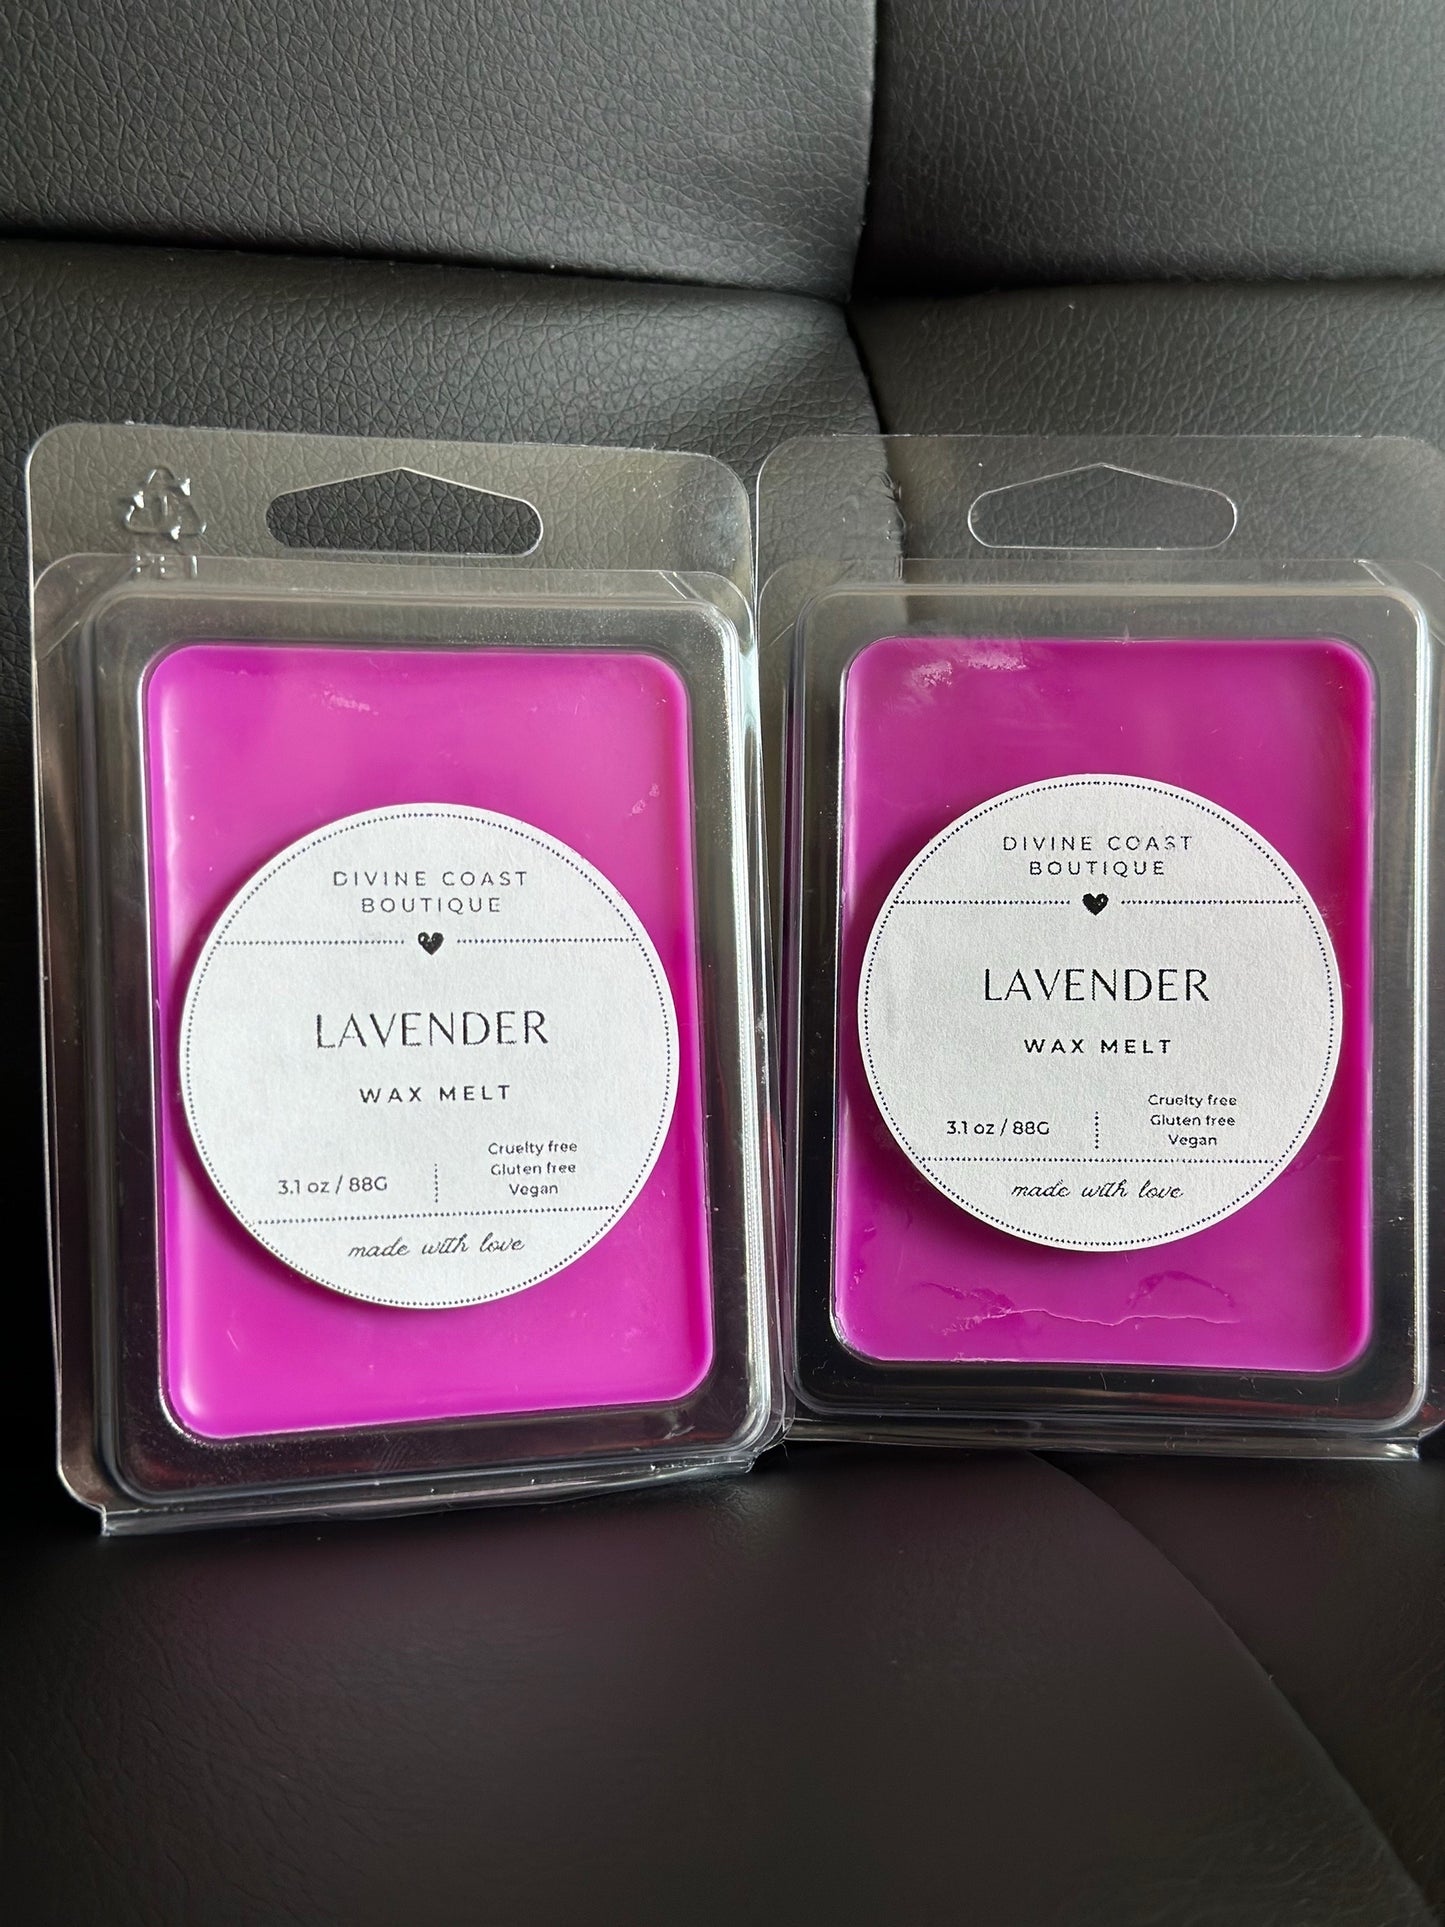 PET
DIVINE COAST
BOUTIQUE
LAVENDER
WAX MELT
3.1 oz / 88G
Cruelty free
Gluten free
Vegan
made with love
DIVINE COAST
BOUTIQUE
LAVENDER
WAX MELT
3.1 oz / 88G
Cruelty free
Gluten free
Vegan
made with love